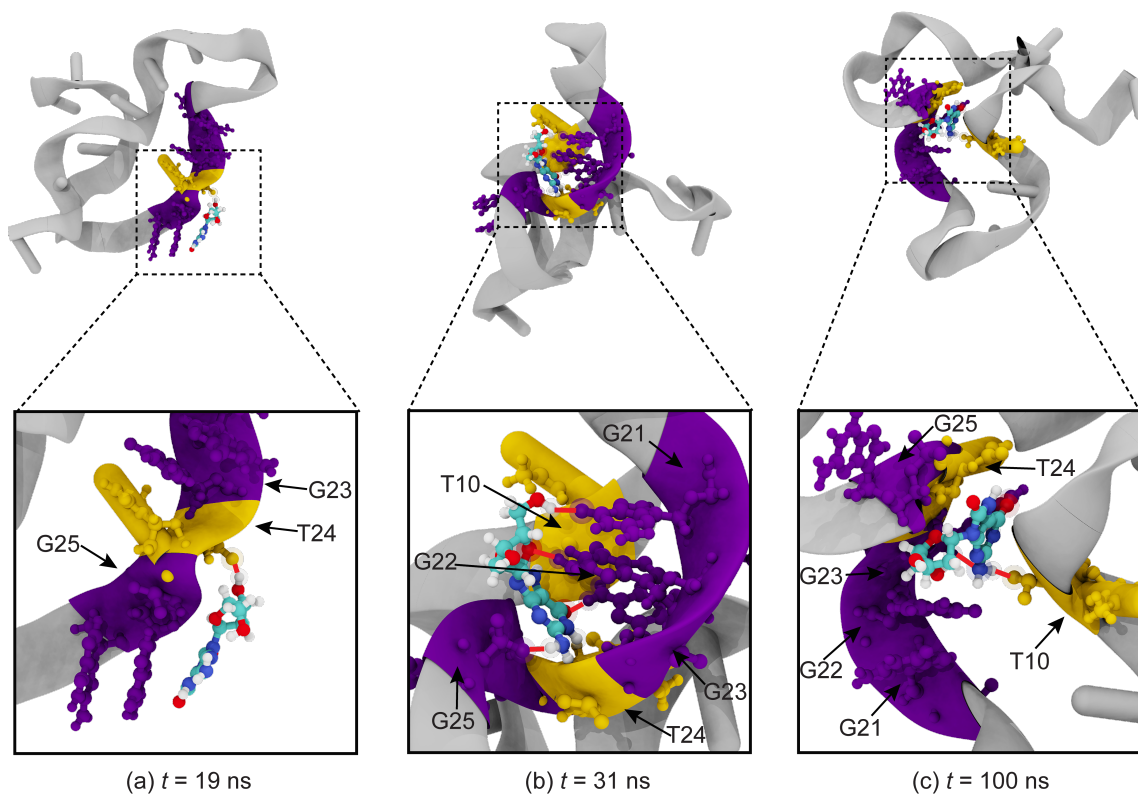 G23
T24
G25
(a) t = 19 ns
G21
T10
G22
G23
G25
T24
(b) t = 31 ns
G25
T24
G23
G22
T10
G21
(c) t = 100 ns